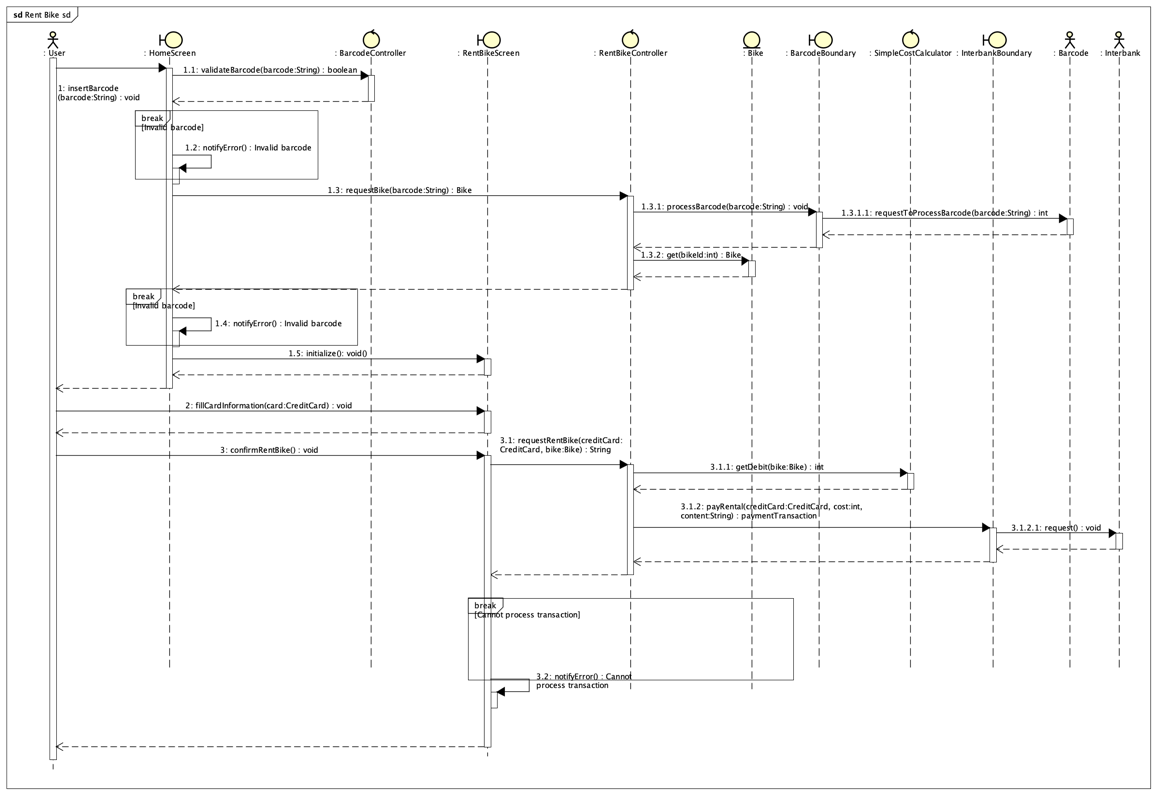 sd Rent Bike sd
: User
: HomeScreen
: BarcodeController
: RentBikeScreen
: RentBikeController
: Bike
: BarcodeBoundary
: SimpleCostCalculator
: InterbankBoundary
: Barcode
: Interbank
1: insertBarcode
(barcode:String) : void
1.1: validateBarcode(barcode:String) : boolean
break
[Invalid barcode]
1.2: notifyError() : Invalid barcode
1.3: requestBike(barcode:String) : Bike
1.3.1: processBarcode(barcode:String) : void
1.3.1.1: requestToProcessBarcode(barcode:String) : int
1.3.2: get(bikeId:int) : Bike
break
[Invalid barcode]
1.4: notifyError() : Invalid barcode
1.5: initialize(): void()
2: fillCardInformation(card:CreditCard) : void
3: confirmRentBike() : void
3.1: requestRentBike(creditCard:
CreditCard, bike:Bike) : String
3.1.1: getDebit(bike:Bike) : int
3.1.2: payRental(creditCard:CreditCard, cost:int,
content:String) : paymentTransaction
3.1.2.1: request() : void
break
[Cannot process transaction]
3.2: notifyError() : Cannot
process transaction